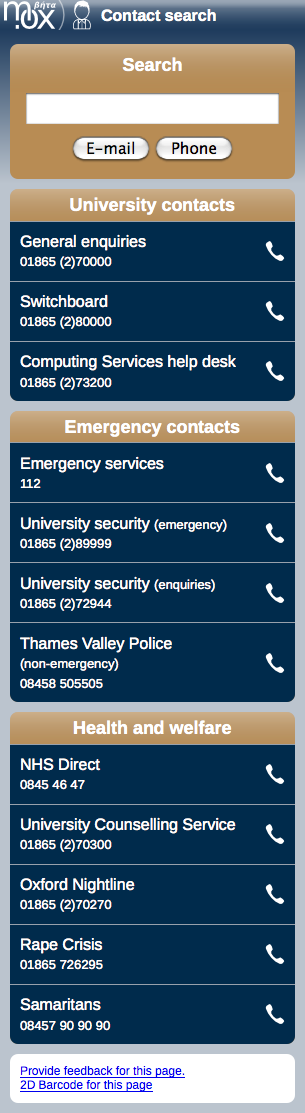 mox βῆτα
Contact search
Search
E-mail Phone
University contacts
General enquiries
01865 (2)70000
Switchboard
01865 (2)80000
Computing Services help desk
01865 (2)73200
Emergency contacts
Emergency services
112
University security (emergency)
01865 (2)89999
University security (enquiries)
01865 (2)72944
Thames Valley Police
(non-emergency)
08458 505505
Health and welfare
NHS Direct
0845 46 47
University Counselling Service
01865 (2)70300
Oxford Nightline
01865 (2)70270
Rape Crisis
01865 726295
Samaritans
08457 90 90 90
Provide feedback for this page.
2D Barcode for this page